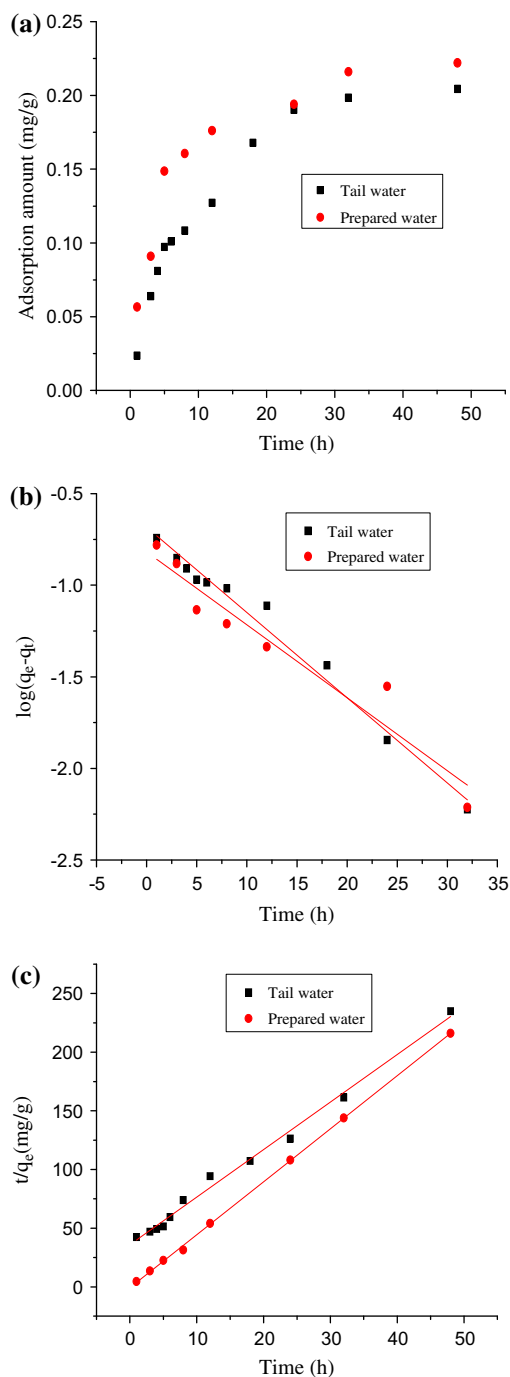 (a)
0.25
0.20
0.15
0.10
0.05
0.00
Adsorption amount (mg/g)
Tail water
Prepared water
0 10 20 30 40 50
Time (h)
(b)
-0.5
-1.0
-1.5
-2.0
-2.5
log(qe-qt)
Tail water
Prepared water
-5 0 5 10 15 20 25 30 35
Time (h)
(c)
250
200
150
100
50
0
t/qe(mg/g)
Tail water
Prepared water
0 10 20 30 40 50
Time (h)